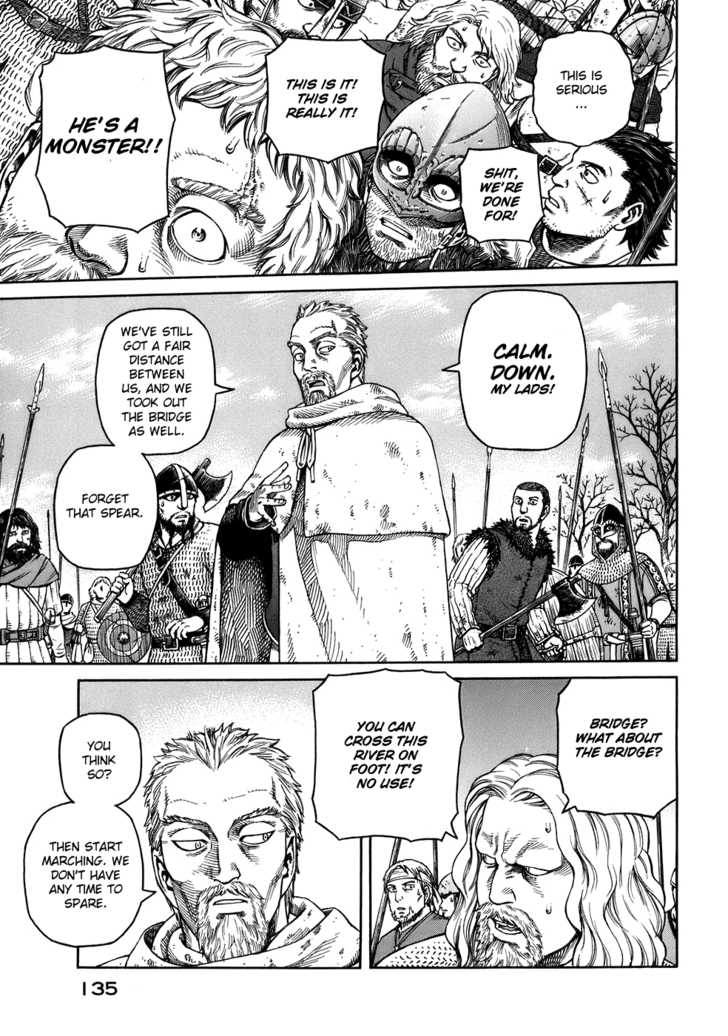 THIS IS
SERIOUS
...
SHIT,
WE'RE
DONE
FOR!
THIS IS IT!
THIS IS
REALLY IT!
HE'S A
MONSTER!!
CALM.
DOWN.
MY LADS!
WE'VE STILL
GOT A FAIR
DISTANCE
BETWEEN
US, AND WE
TOOK OUT
THE BRIDGE
AS WELL.
FORGET
THAT SPEAR.
BRIDGE?
WHAT ABOUT
THE BRIDGE?
YOU CAN
CROSS THIS
RIVER ON
FOOT! IT'S
NO USE!
YOU
THINK
SO?
THEN START
MARCHING. WE
DON'T HAVE
ANY TIME TO
SPARE.
135